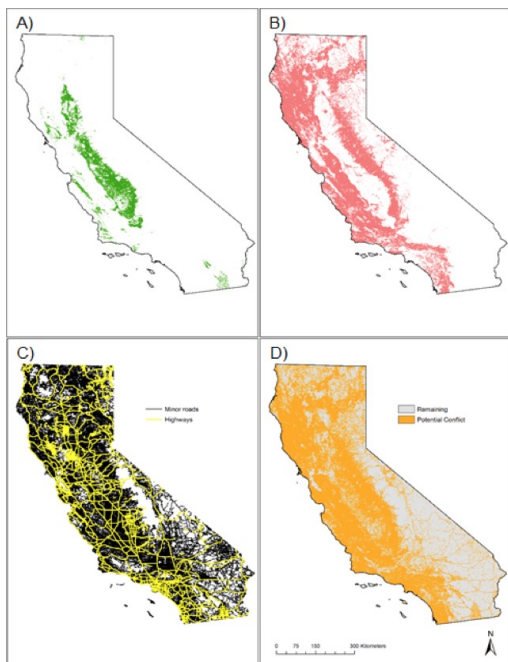 A)
B)
C)
Minor roads
Highways
D)
Remaining
Potential Conflict
0 75 150 300 Kilometers
N